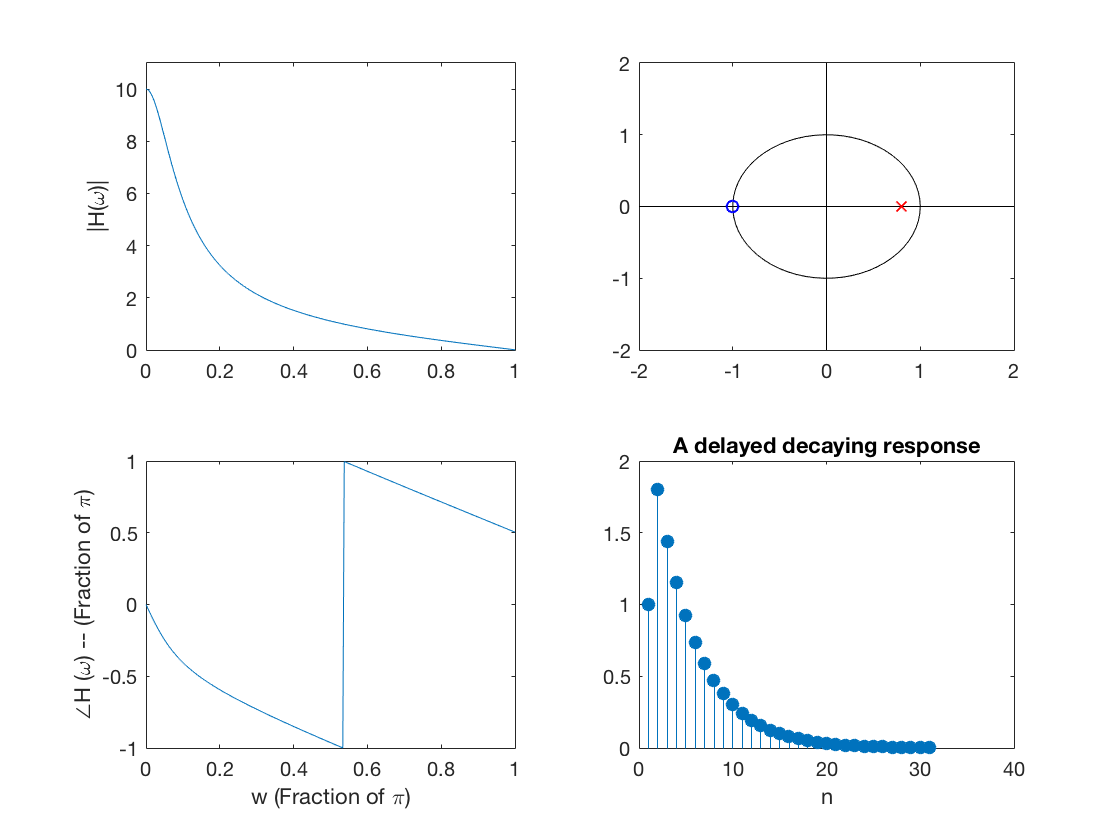 |H(ω)|
10
8
6
4
2
0
0 0.2 0.4 0.6 0.8 1
2
1
0
-1
-2
-2 -1 0 1 2
∠H (ω) -- (Fraction of π)
1
0.5
0
-0.5
-1
0 0.2 0.4 0.6 0.8 1
w (Fraction of π)
A delayed decaying response
2
1.5
1
0.5
0
0 10 20 30 40
n